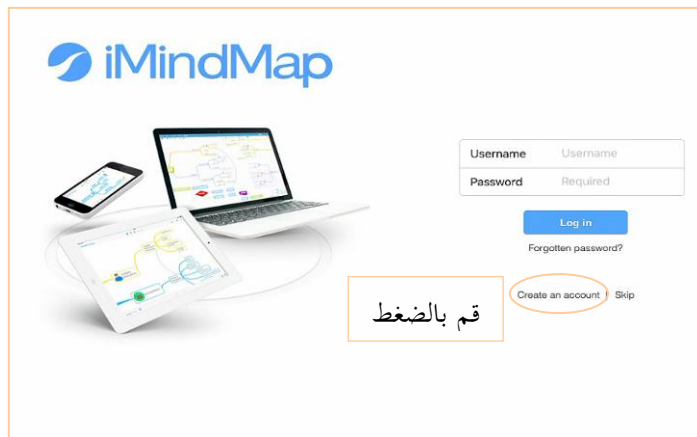 iMindMap
Username Username
Password Required
Log in
Forgotten password?
Create an account | Skip
قم بالضغط